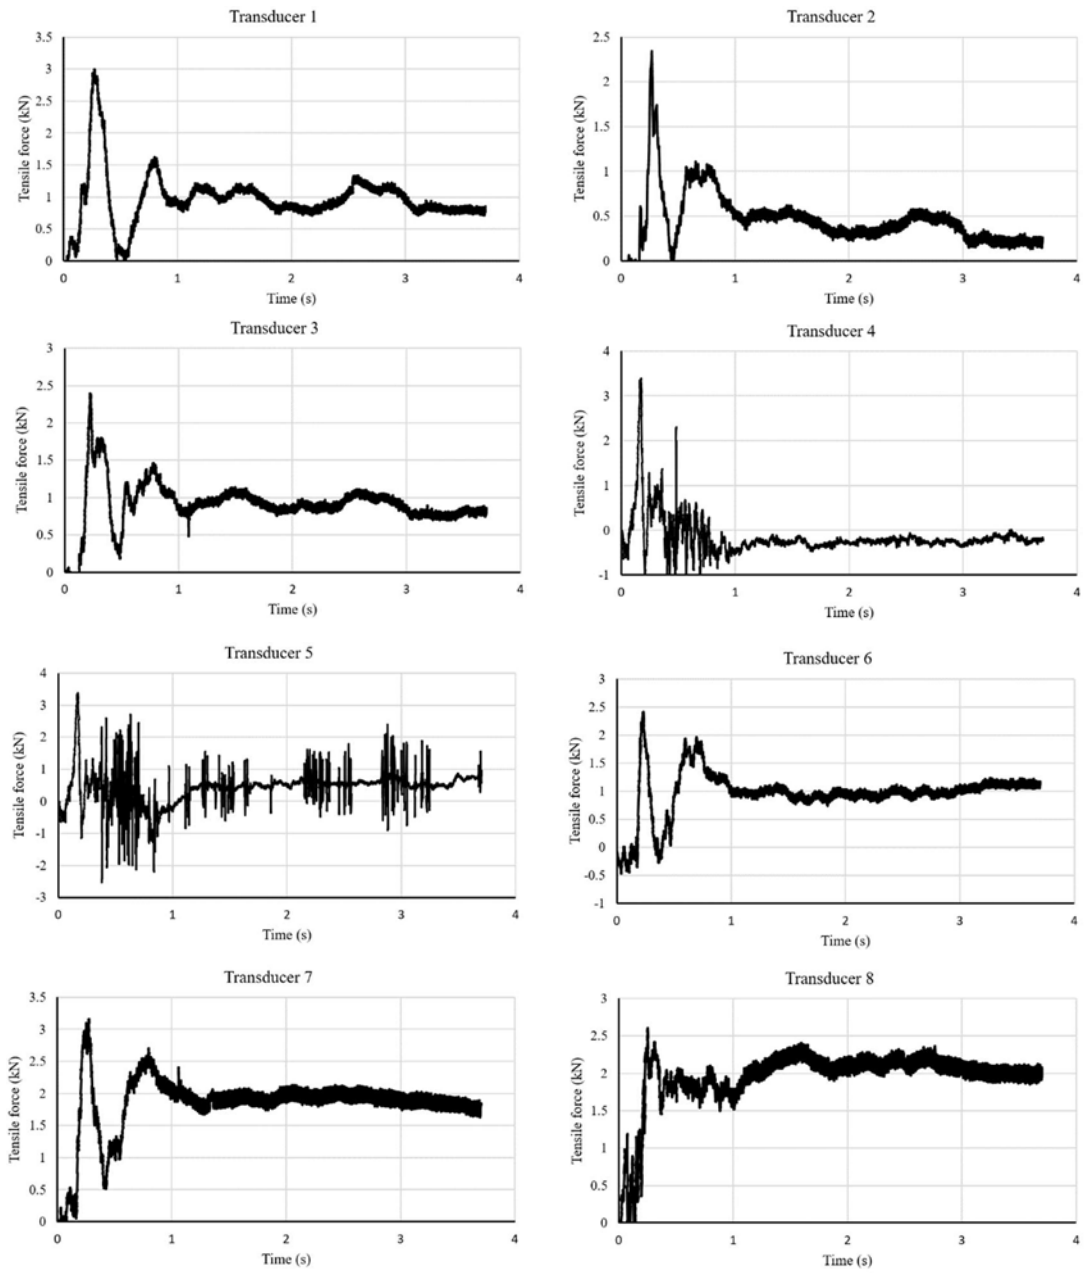 Transducer 1
Tensile force (kN)
3.5
3
2.5
2
1.5
1
0.5
0
0 1 2 3 4
Time (s)
Transducer 2
Tensile force (kN)
2.5
2
1.5
1
0.5
0
0 1 2 3 4
Time (s)
Transducer 3
Tensile force (kN)
3
2.5
2
1.5
1
0.5
0
0 1 2 3 4
Time (s)
Transducer 4
Tensile force (kN)
4
3
2
1
0
-1
0 1 2 3 4
Time (s)
Transducer 5
Tensile force (kN)
4
3
2
1
0
-1
-2
-3
0 1 2 3 4
Time (s)
Transducer 6
Tensile force (kN)
3
2.5
2
1.5
1
0.5
0
-0.5
-1
0 1 2 3 4
Time (s)
Transducer 7
Tensile force (kN)
3.5
3
2.5
2
1.5
1
0.5
0
0 1 2 3 4
Time (s)
Transducer 8
Tensile force (kN)
3
2.5
2
1.5
1
0.5
0
0 1 2 3 4
Time (s)